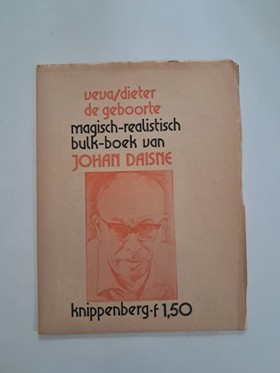 veva/dieter
de geboorte
magisch-realistisch
bulk-boek van
JOHAN DAISNE
knippenberg·f 1,50